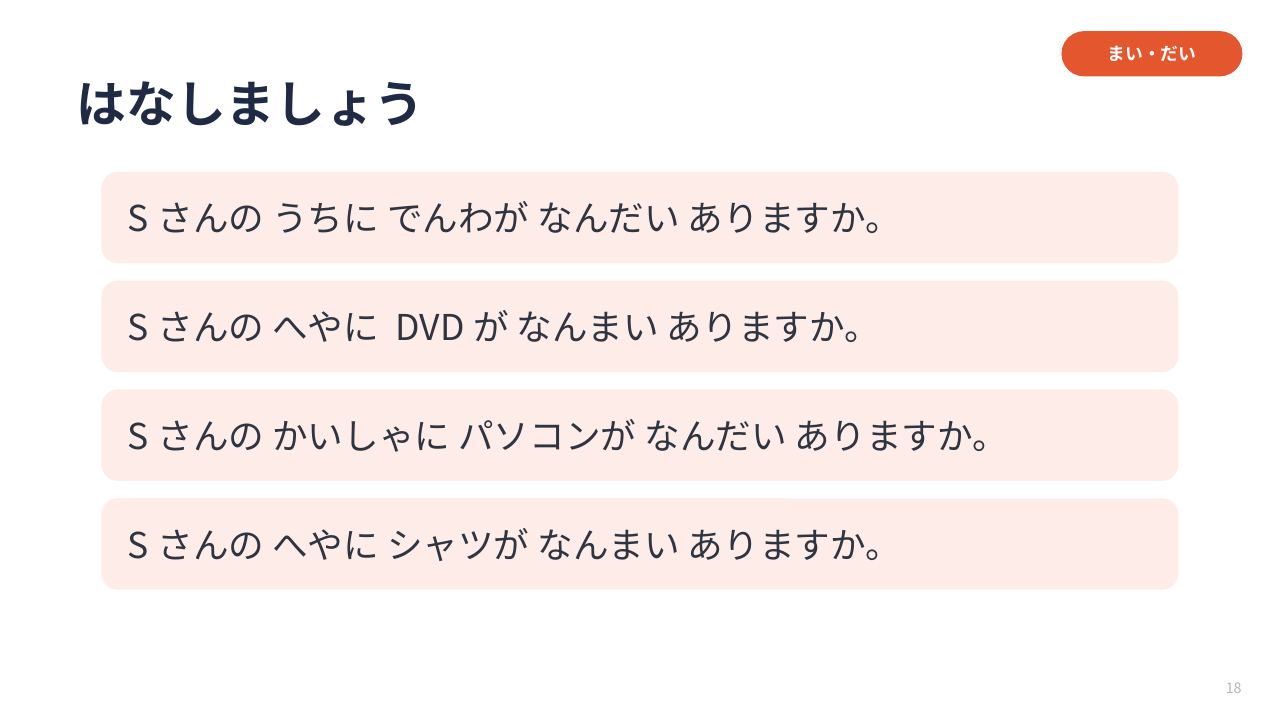 まい・だい
はなしましょう
S さんの うちに でんわが なんだい ありますか。
S さんの へやに  DVD が なんまい ありますか。
S さんの かいしゃに パソコンが なんだい ありますか。
S さんの へやに シャツが なんまい ありますか。
18